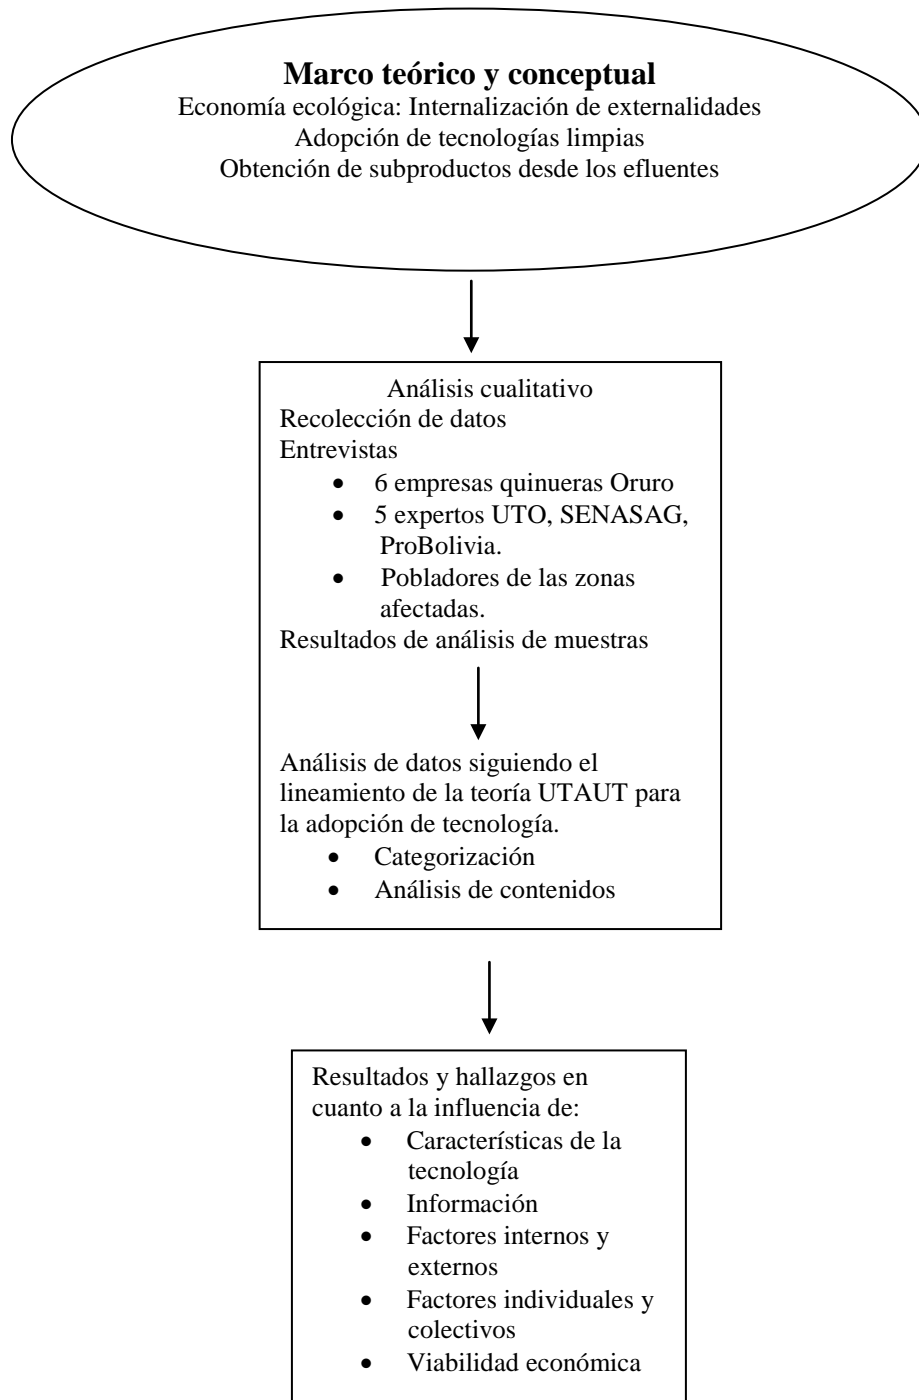 Marco teórico y conceptual
Economía ecológica: Internalización de externalidades
Adopción de tecnologías limpias
Obtención de subproductos desde los efluentes
Análisis cualitativo
Recolección de datos
Entrevistas
• 6 empresas quinueras Oruro
• 5 expertos UTO, SENASAG,
ProBolivia.
• Pobladores de las zonas
afectadas.
Resultados de análisis de muestras
Análisis de datos siguiendo el
lineamiento de la teoría UTAUT para
la adopción de tecnología.
• Categorización
• Análisis de contenidos
Resultados y hallazgos en
cuanto a la influencia de:
• Características de la
tecnología
• Información
• Factores internos y
externos
• Factores individuales y
colectivos
• Viabilidad económica